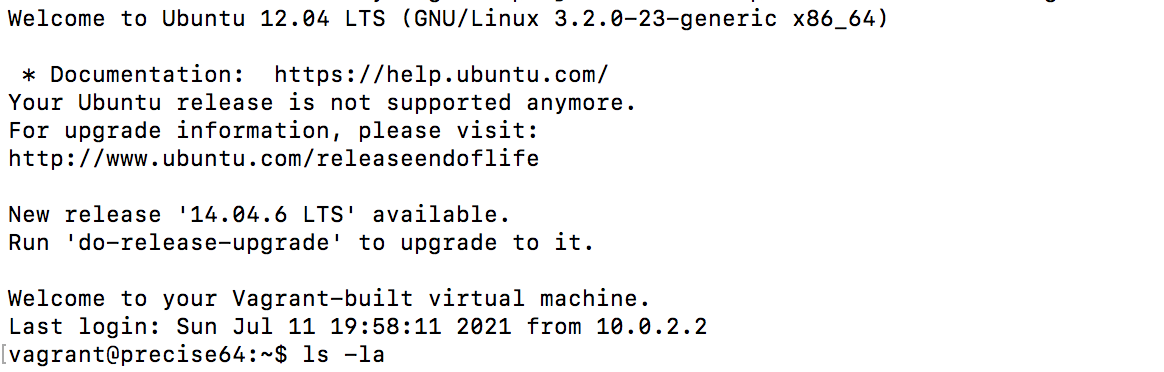 Welcome to Ubuntu 12.04 LTS (GNU/Linux 3.2.0-23-generic x86_64)
* Documentation:  https://help.ubuntu.com/
Your Ubuntu release is not supported anymore.
For upgrade information, please visit:
http://www.ubuntu.com/releaseendoflife
New release '14.04.6 LTS' available.
Run 'do-release-upgrade' to upgrade to it.
Welcome to your Vagrant-built virtual machine.
Last login: Sun Jul 11 19:58:11 2021 from 10.0.2.2
[vagrant@precise64:~$ ls -la